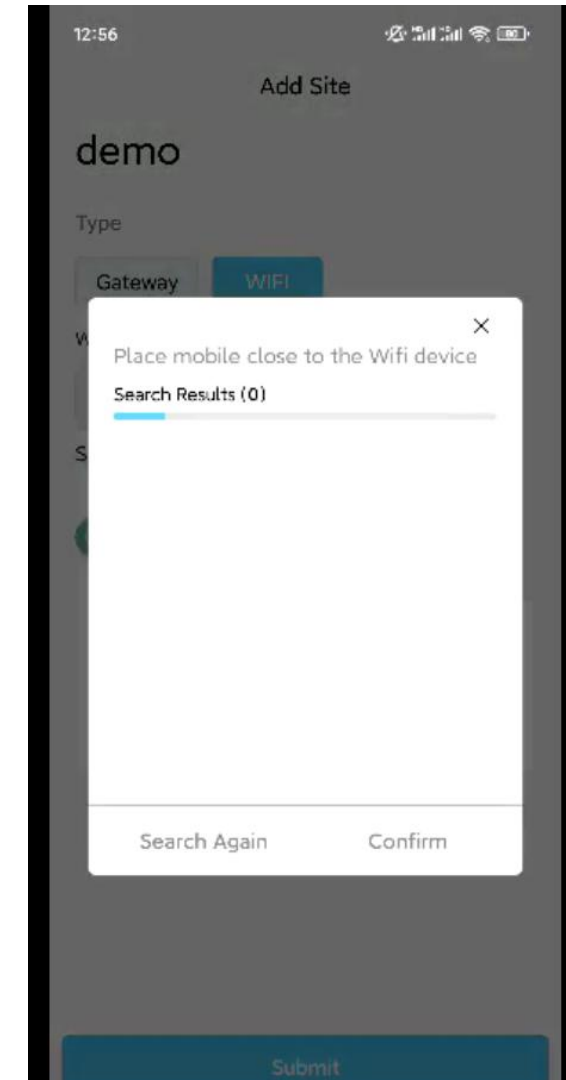 12:56
Add Site
demo
Type
Gateway
WIFI
W
Place mobile close to the Wifi device
Search Results (0)
S
Search Again
Confirm
Submit